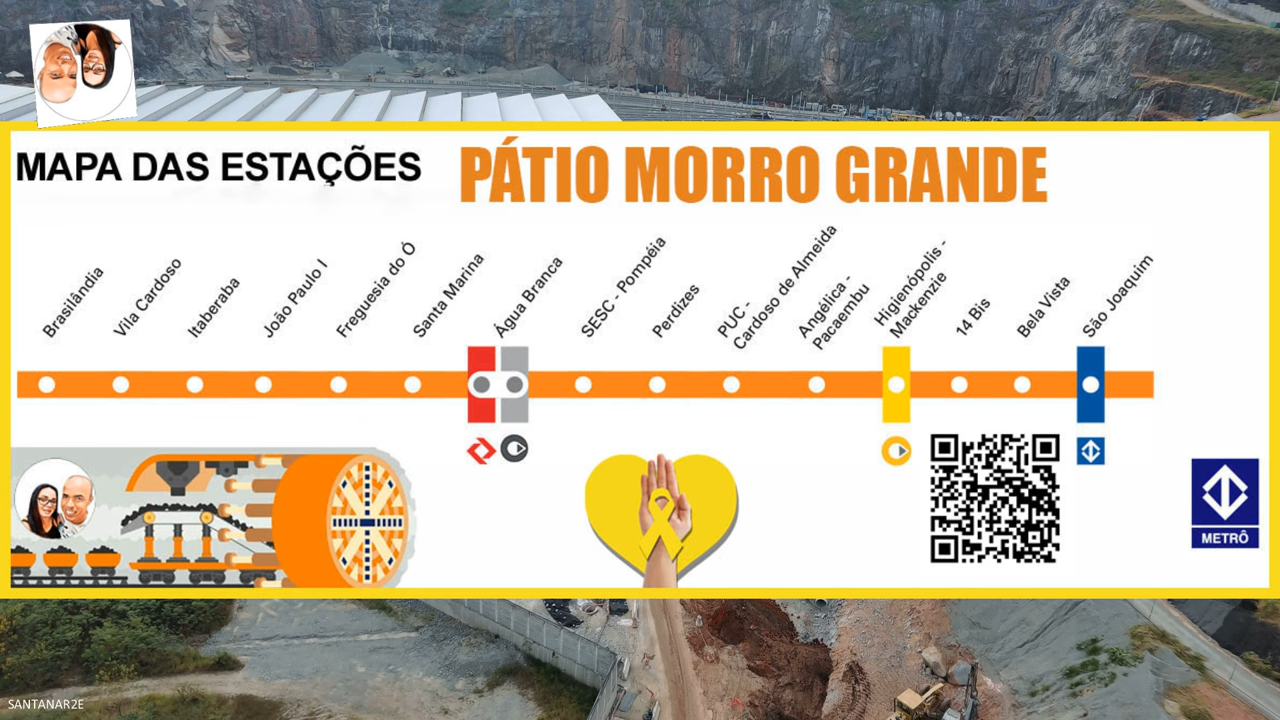 MAPA DAS ESTAÇÕES
PÁTIO MORRO GRANDE
Brasilândia
Vila Cardoso
Itaberaba
João Paulo I
Freguesia do Ó
Santa Marina
Água Branca
SESC - Pompéia
Perdizes
PUC -
Cardoso de Almeida
Angélica -
Pacaembu
Higienópolis -
Mackenzie
14 Bis
Bela Vista
São Joaquim
METRÔ
SANTANAR2E